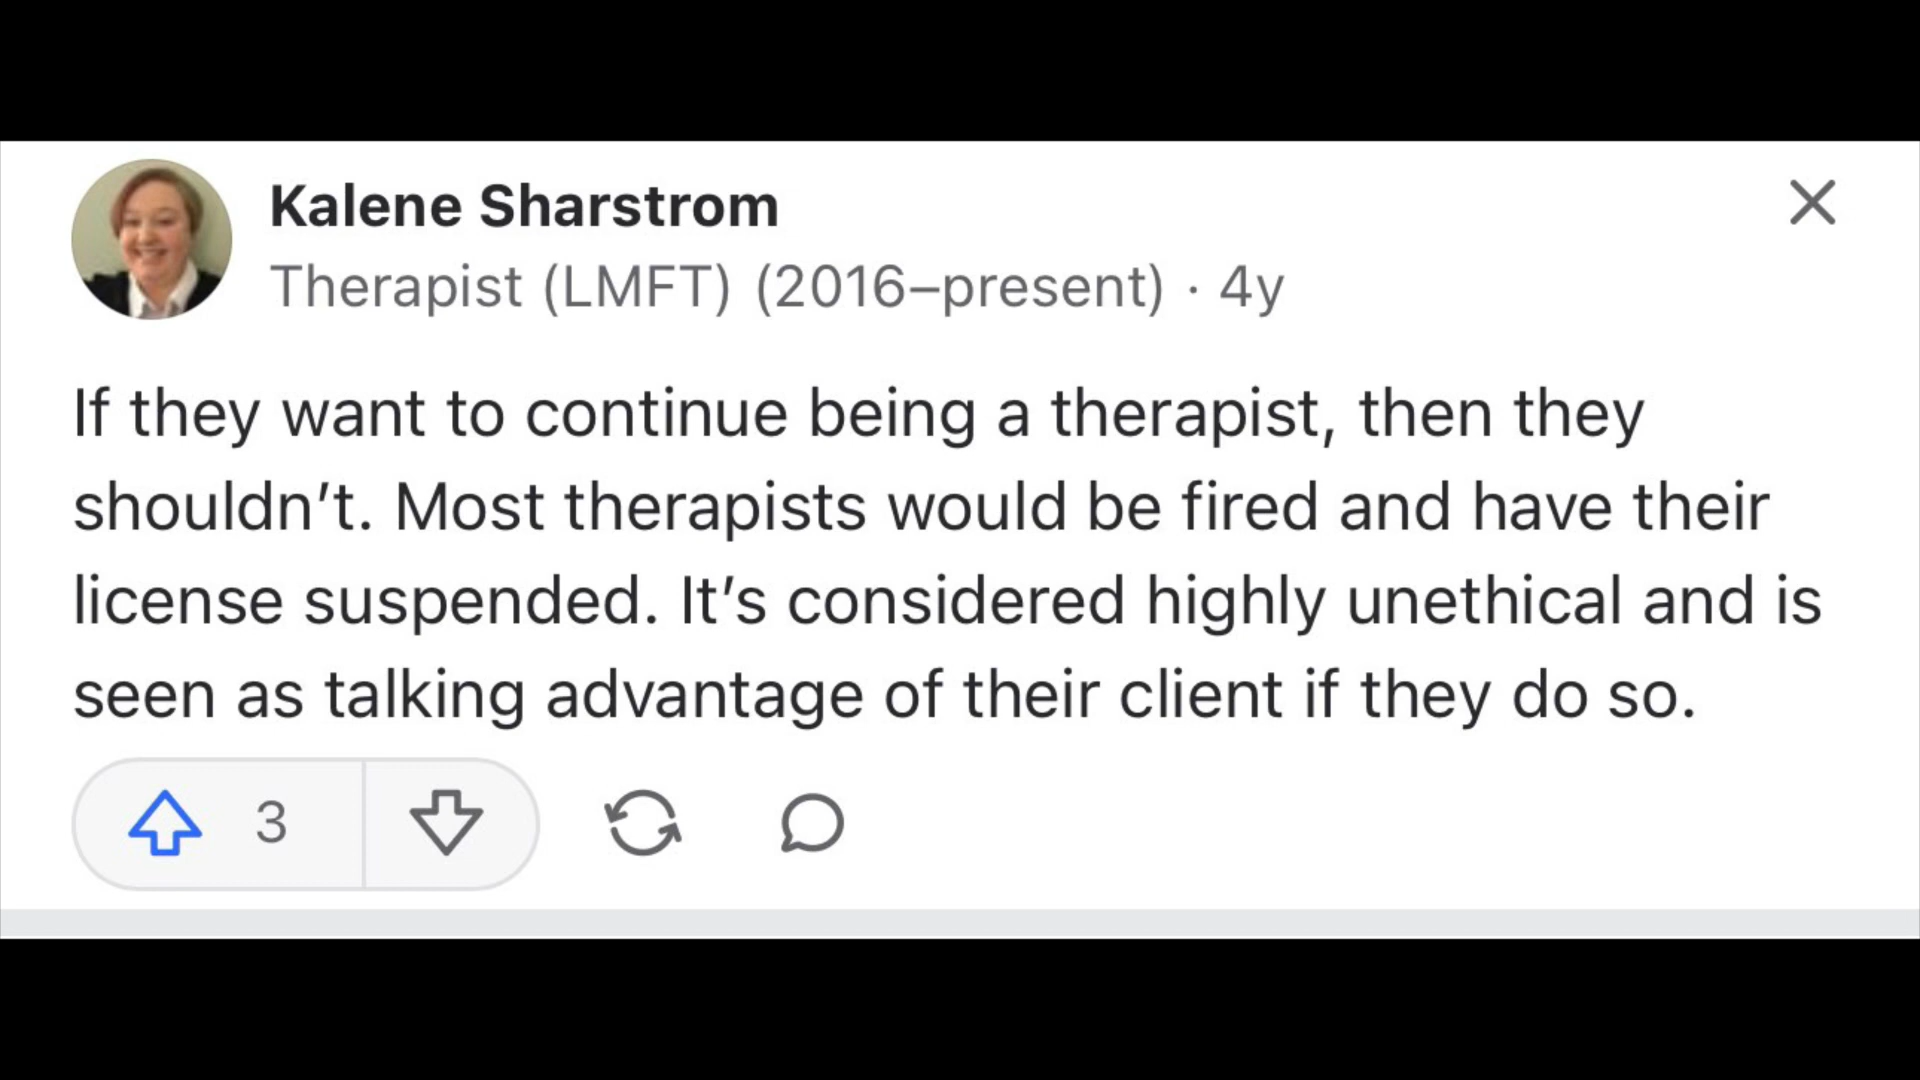 Kalene Sharstrom
Therapist (LMFT) (2016–present) · 4y
If they want to continue being a therapist, then they
shouldn’t. Most therapists would be fired and have their
license suspended. It’s considered highly unethical and is
seen as talking advantage of their client if they do so.
3